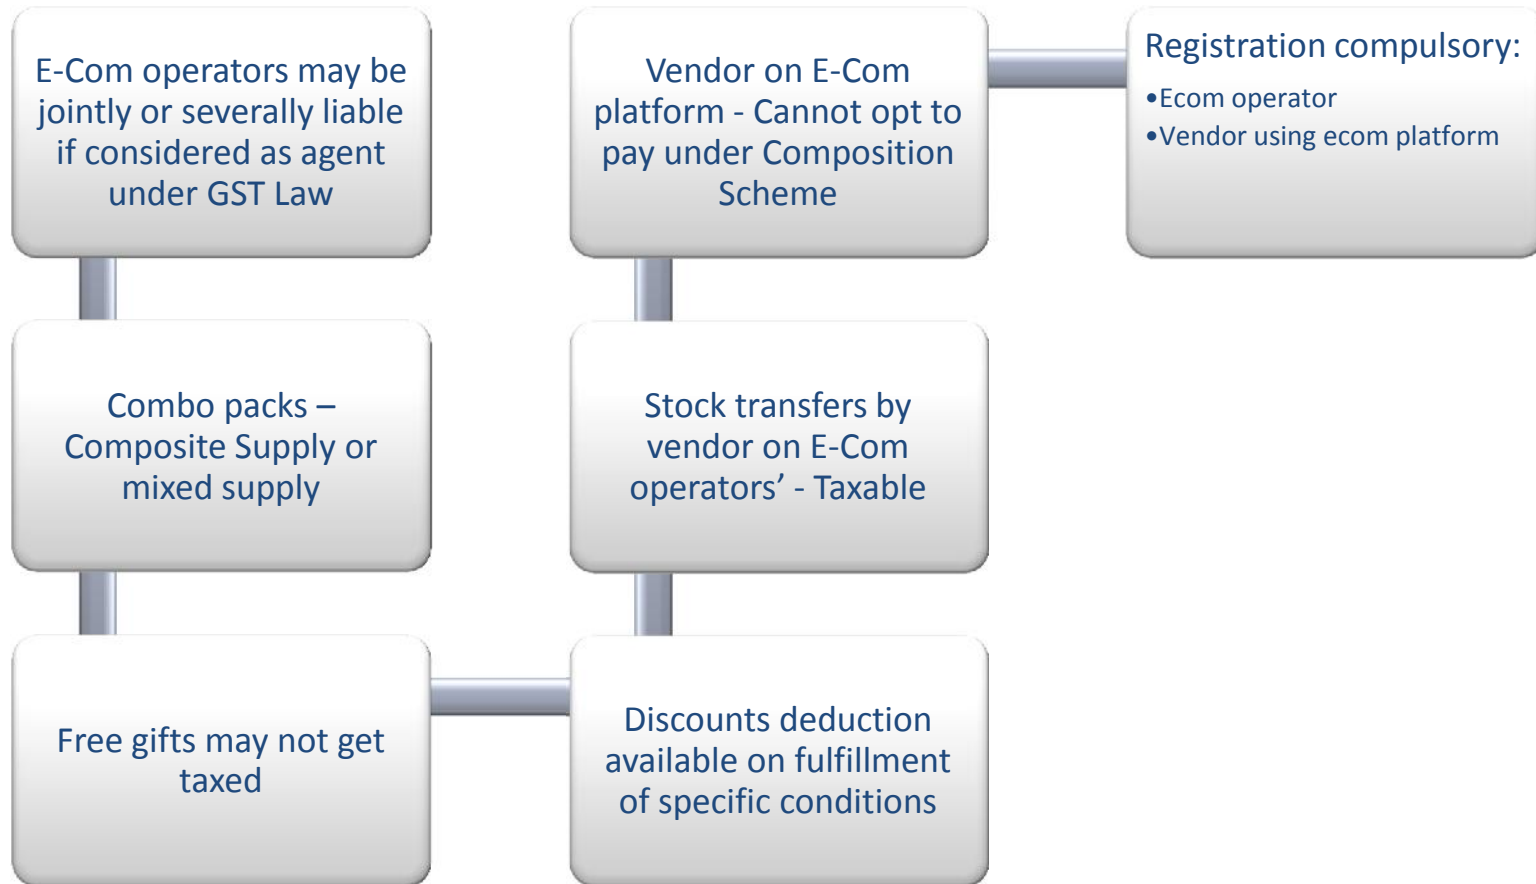 E-Com operators may be
jointly or severally liable
if considered as agent
under GST Law
Combo packs –
Composite Supply or
mixed supply
Free gifts may not get
taxed
Discounts deduction
available on fulfillment
of specific conditions
Stock transfers by
vendor on E-Com
operators’ - Taxable
Vendor on E-Com
platform - Cannot opt to
pay under Composition
Scheme
Registration compulsory:
•Ecom operator
•Vendor using ecom platform